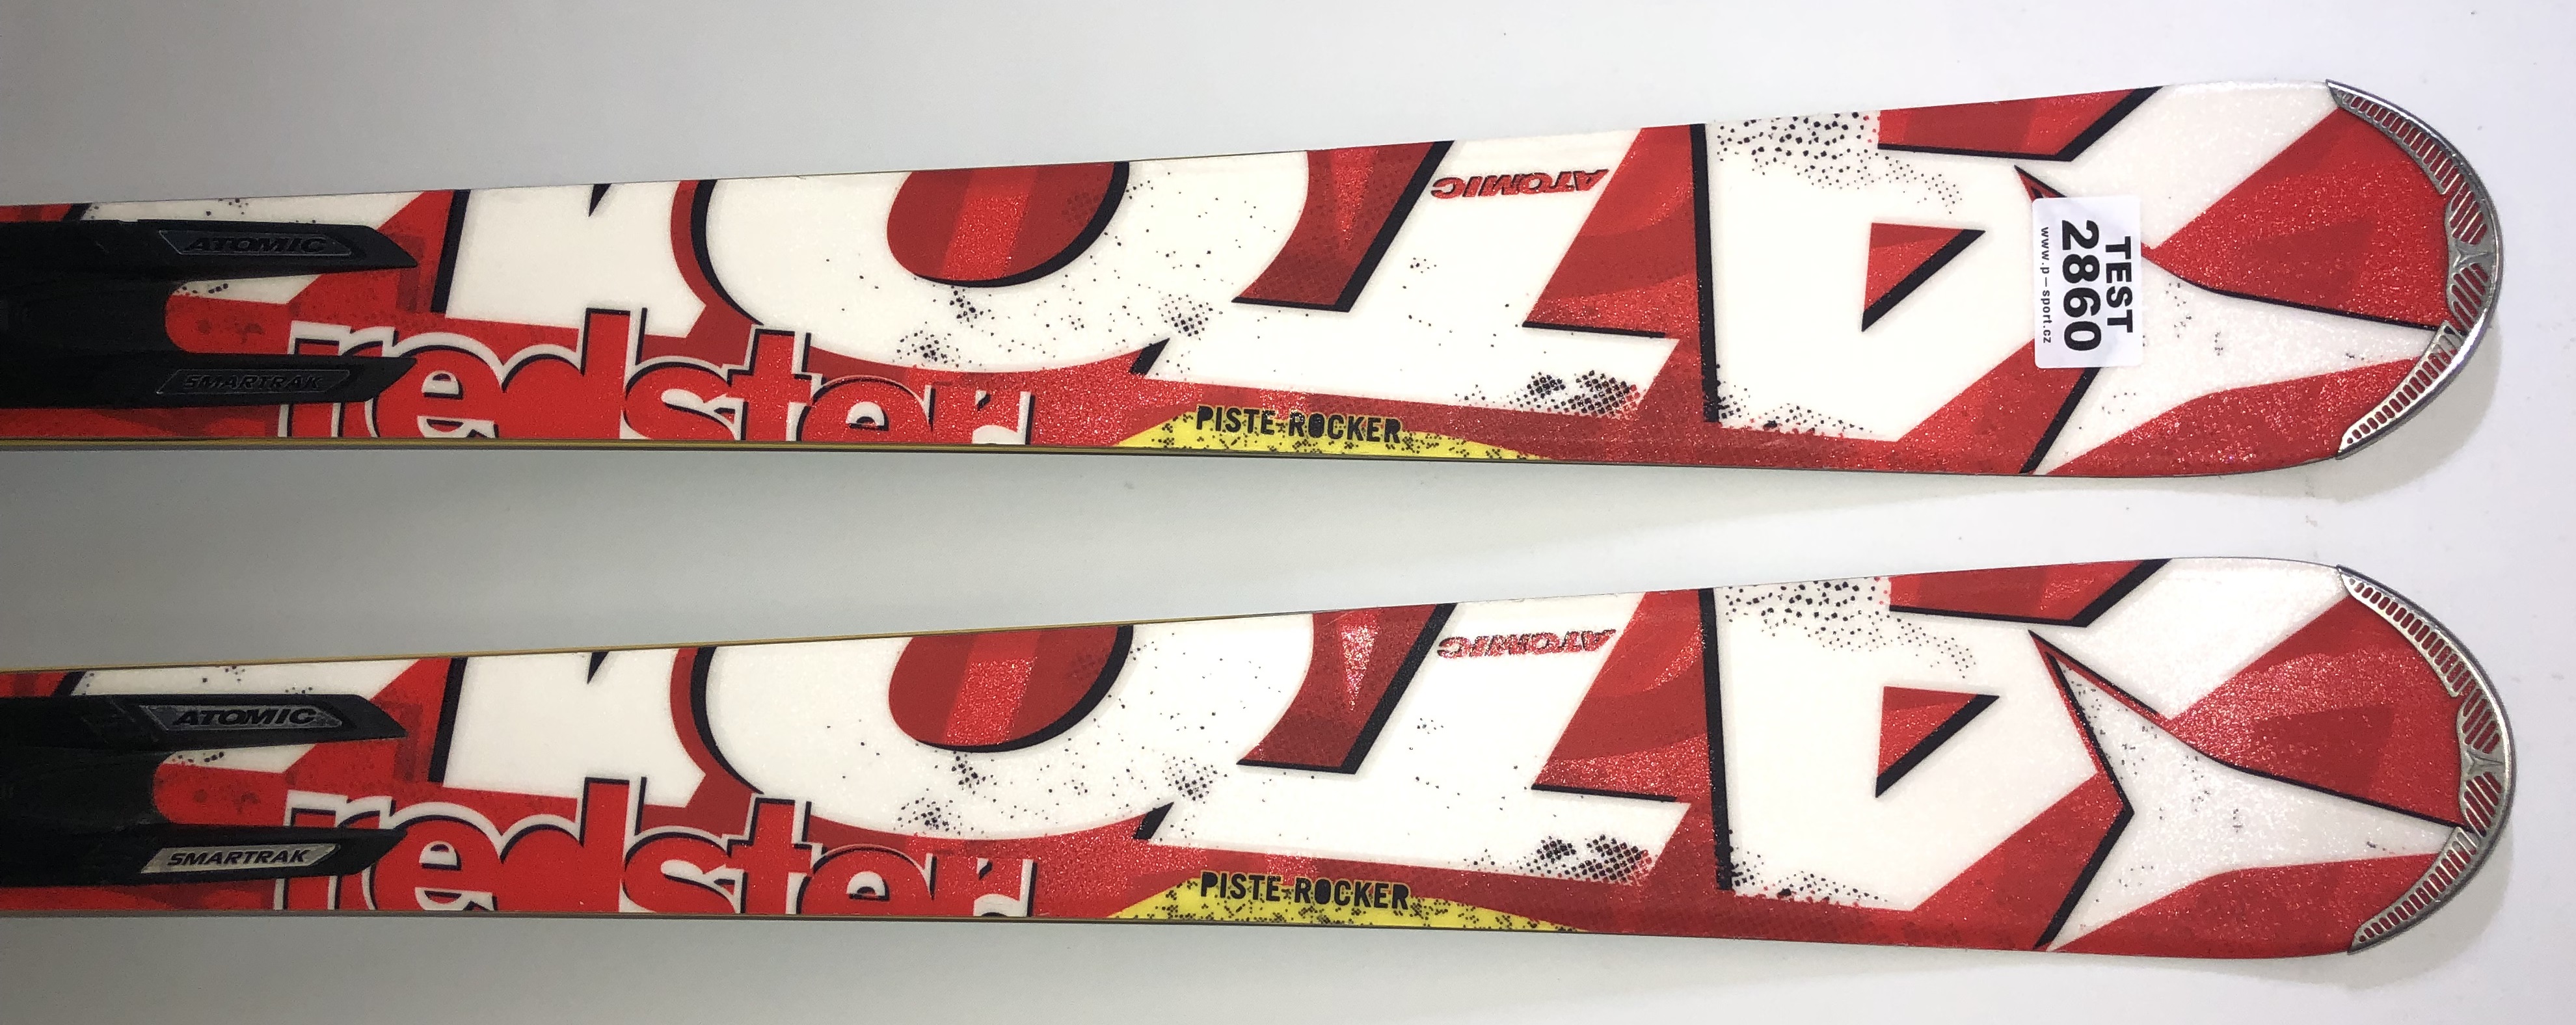 ATOMIC
SMARTRAK
redster
PISTE-ROCKER
ATOMIC
TEST
2860
www.p-sport.cz
ATOMIC
SMARTRAK
redster
PISTE-ROCKER
ATOMIC